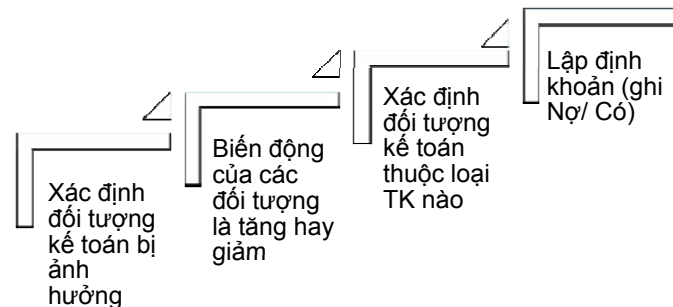 Xác định
đối tượng
kế toán bị
ảnh
hưởng
Biến động
của các
đối tượng
là tăng hay
giảm
Xác định
đối tượng
kế toán
thuộc loại
TK nào
Lập định
khoản (ghi
Nợ/ Có)